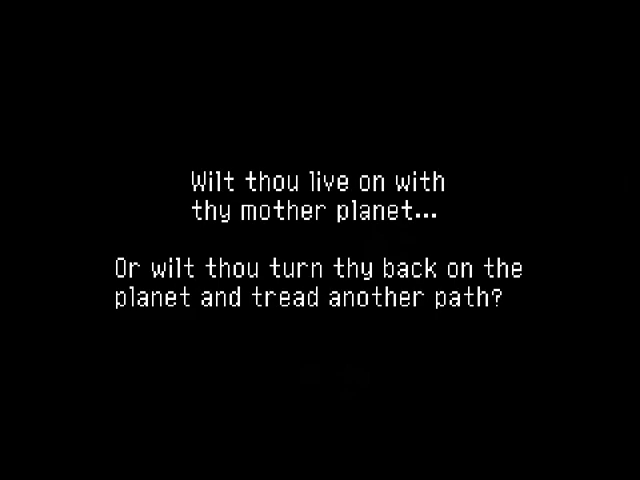 Wilt thou live on with
thy mother planet...
Or wilt thou turn thy back on the
planet and tread another path?